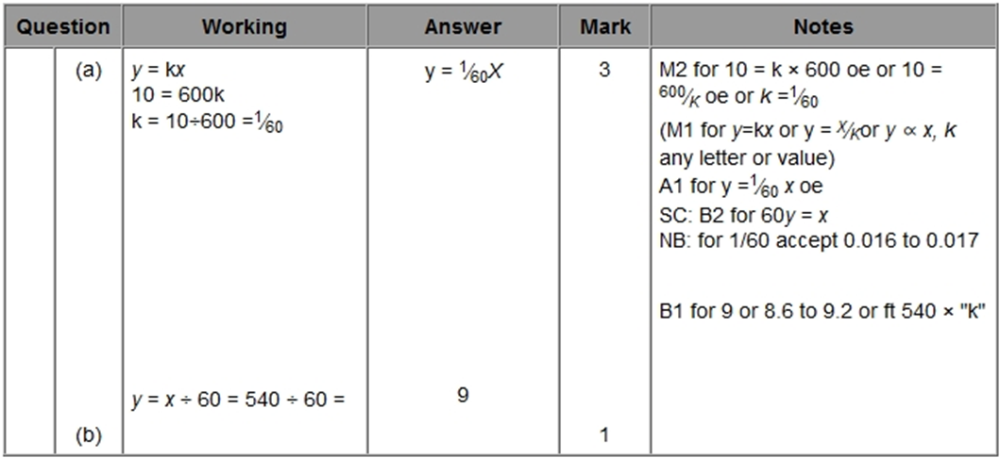 Question Working Answer Mark Notes
(a) y = kx y = 1⁄60X 3 M2 for 10 = k × 600 oe or 10 =
10 = 600k 600⁄K oe or k =1⁄60
k = 10÷600 =1⁄60 (M1 for y=kx or y = X⁄Kor y ∝ x, k
any letter or value)
A1 for y =1⁄60 x oe
SC: B2 for 60y = x
NB: for 1/60 accept 0.016 to 0.017
B1 for 9 or 8.6 to 9.2 or ft 540 × "k"
y = x ÷ 60 = 540 ÷ 60 = 9
(b) 1